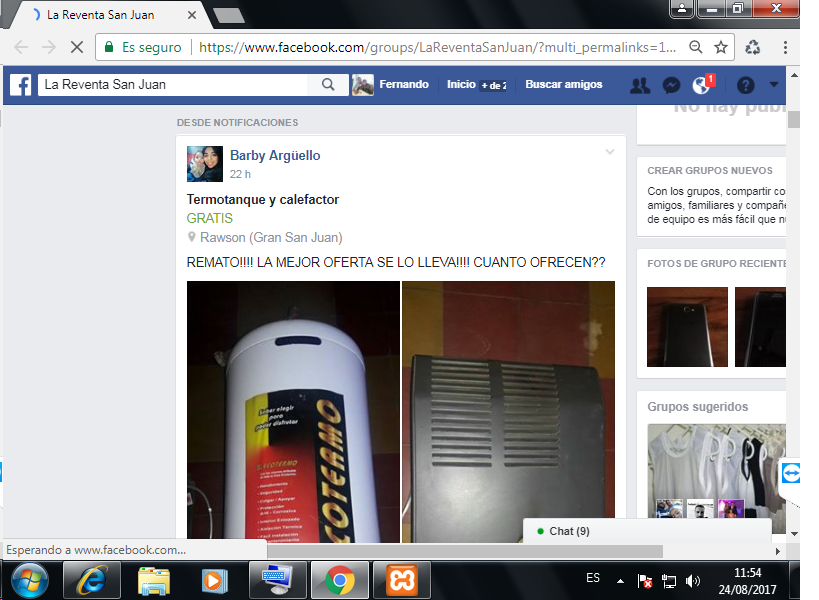 La Reventa San Juan
Es seguro
https://www.facebook.com/groups/LaReventaSanJuan/?multi_permalinks=1...
La Reventa San Juan
Fernando
Inicio
+ de 2
Buscar amigos
1
?
No hay publ
DESDE NOTIFICACIONES
Barby Argüello
22 h
Termotanque y calefactor
GRATIS
Rawson (Gran San Juan)
REMATO!!!! LA MEJOR OFERTA SE LO LLEVA!!!! CUANTO OFRECEN??
Saber elegir
para
poder disfrutar
COTERMO
CREAR GRUPOS NUEVOS
Con los grupos, compartir co
amigos, familiares y compañe
de equipo es más fácil que nu
FOTOS DE GRUPO RECIENTE
Grupos sugeridos
Chat (9)
Esperando a www.facebook.com...
ES
11:54
24/08/2017